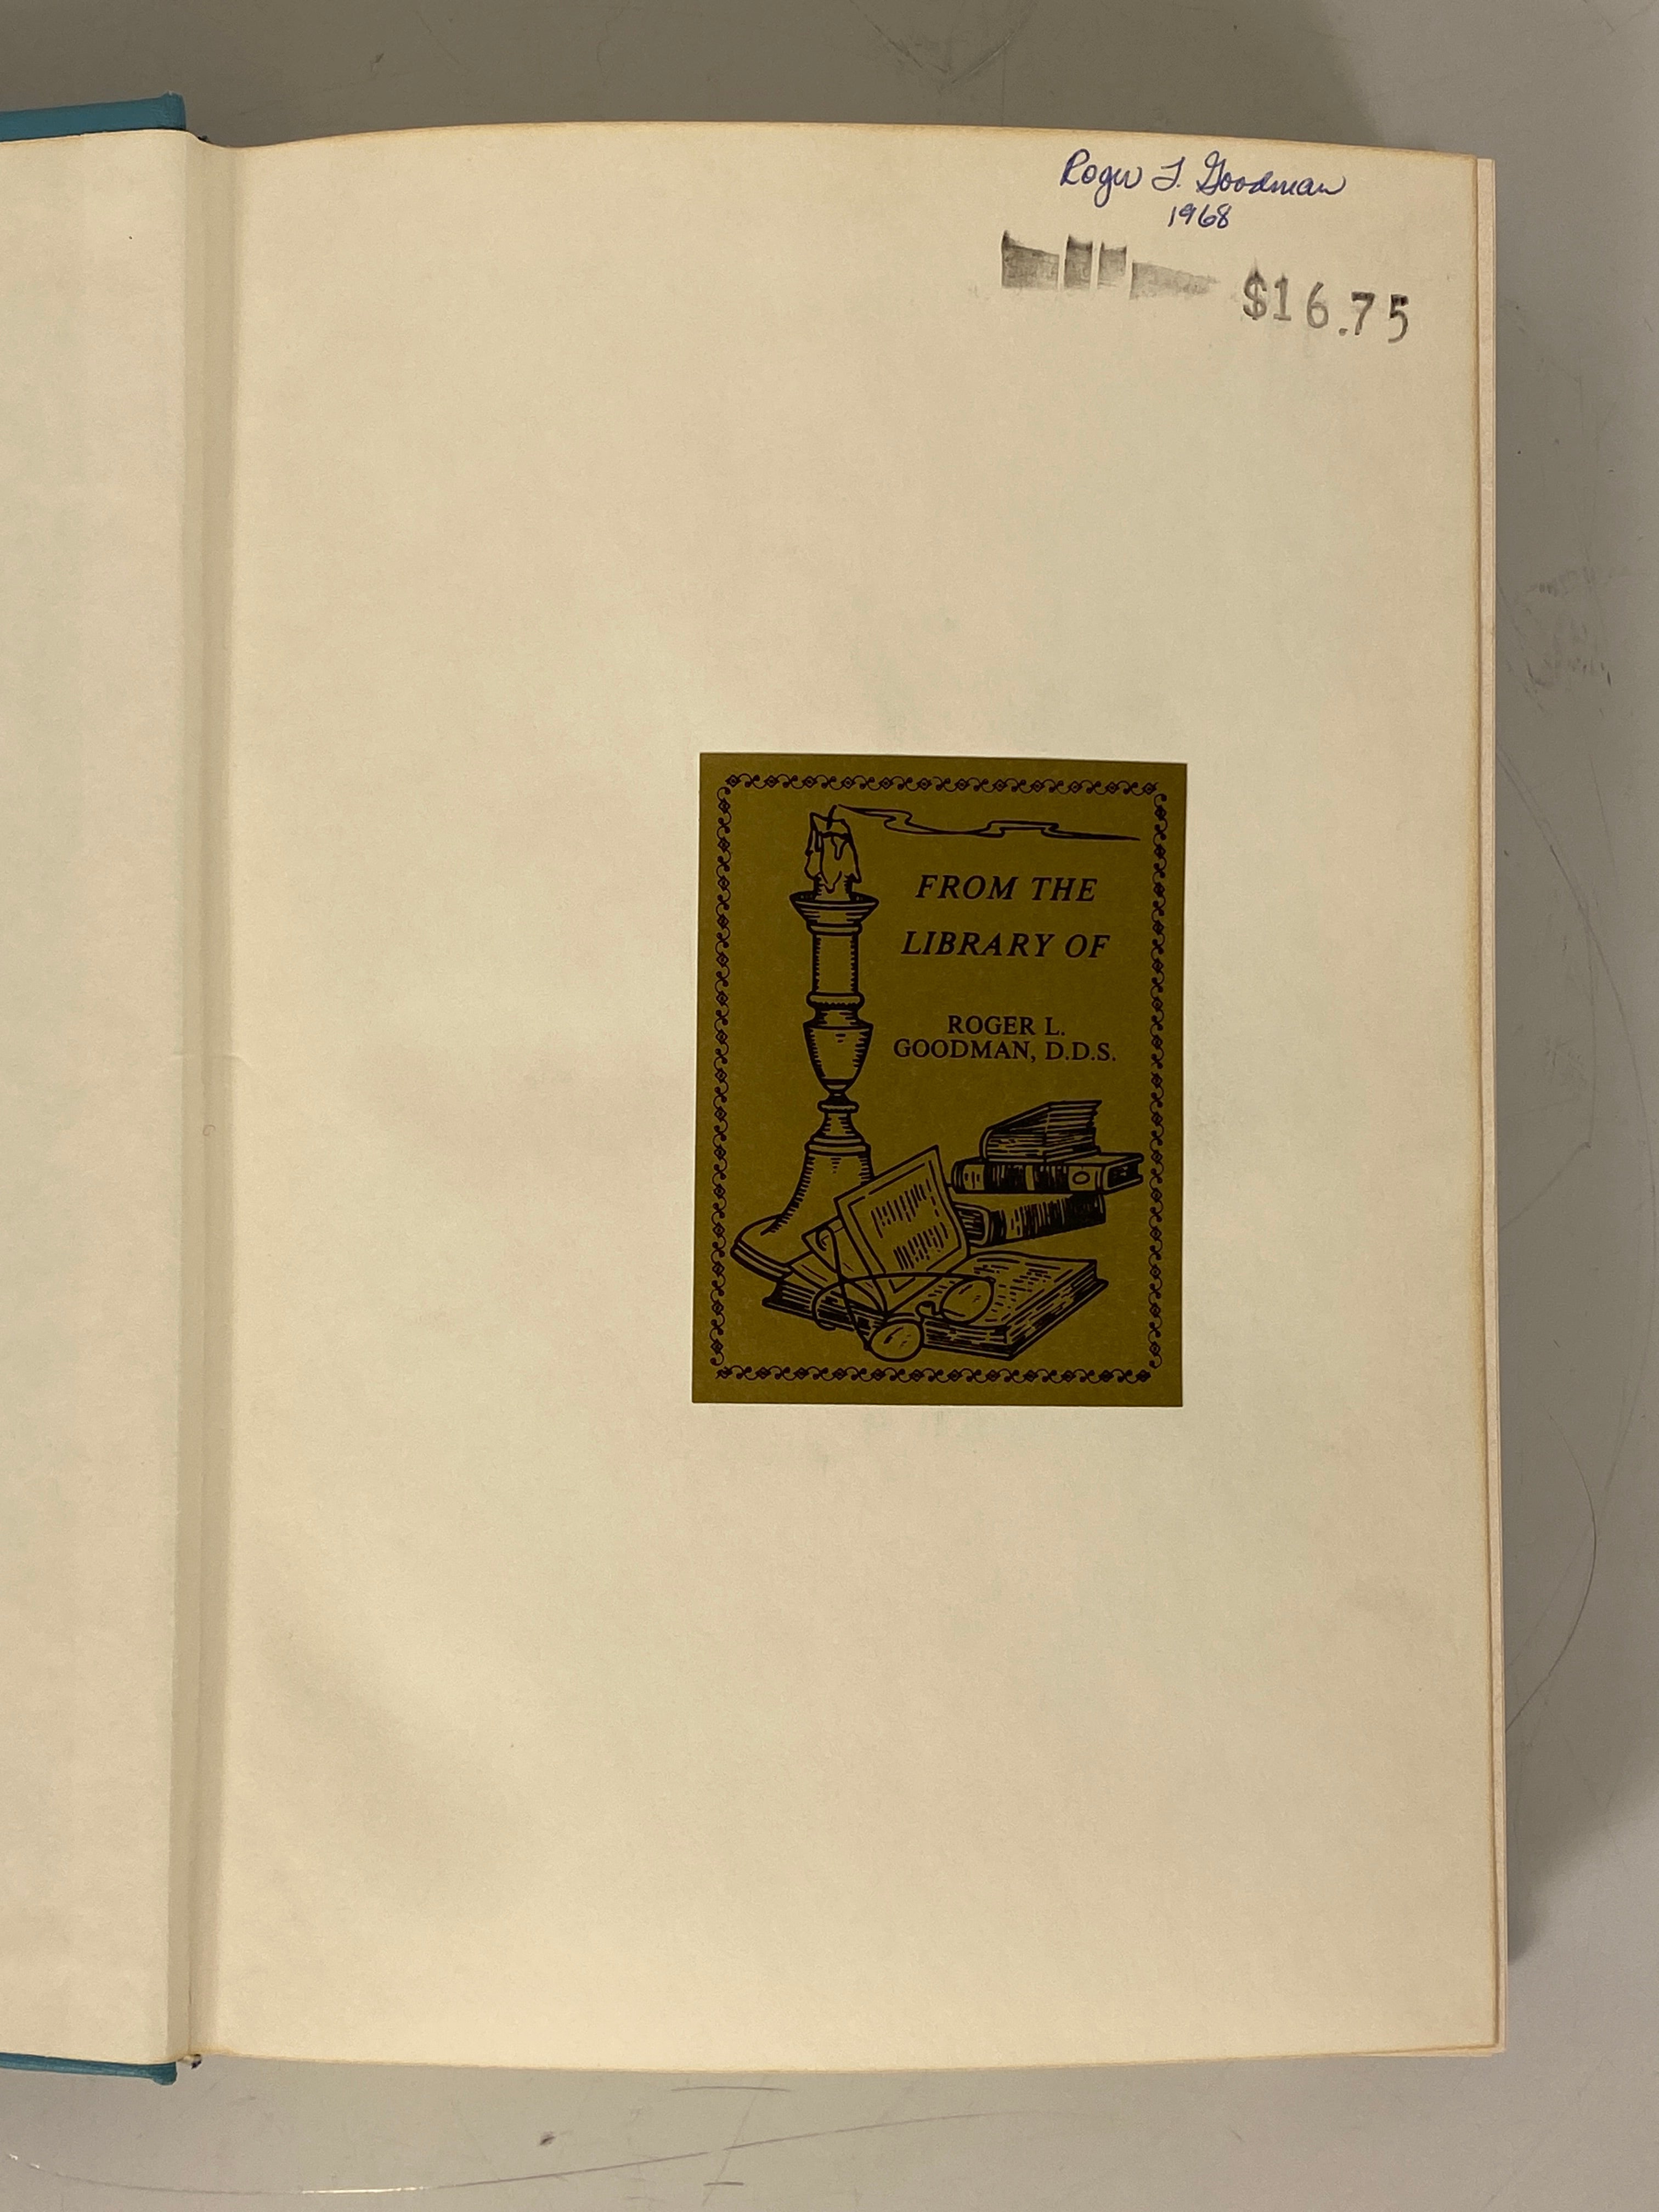 Roger L. Goodman
1968
$16.75
FROM THE
LIBRARY OF
ROGER L.
GOODMAN, D.D.S.